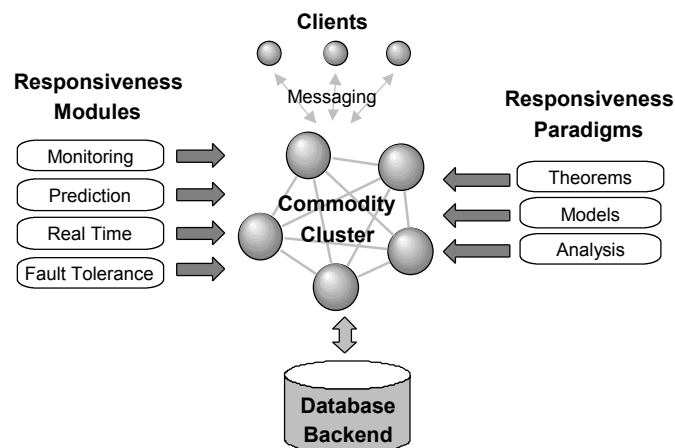 Clients
Messaging
Responsiveness
Modules
Monitoring
Prediction
Real Time
Fault Tolerance
Commodity
Cluster
Responsiveness
Paradigms
Theorems
Models
Analysis
Database
Backend